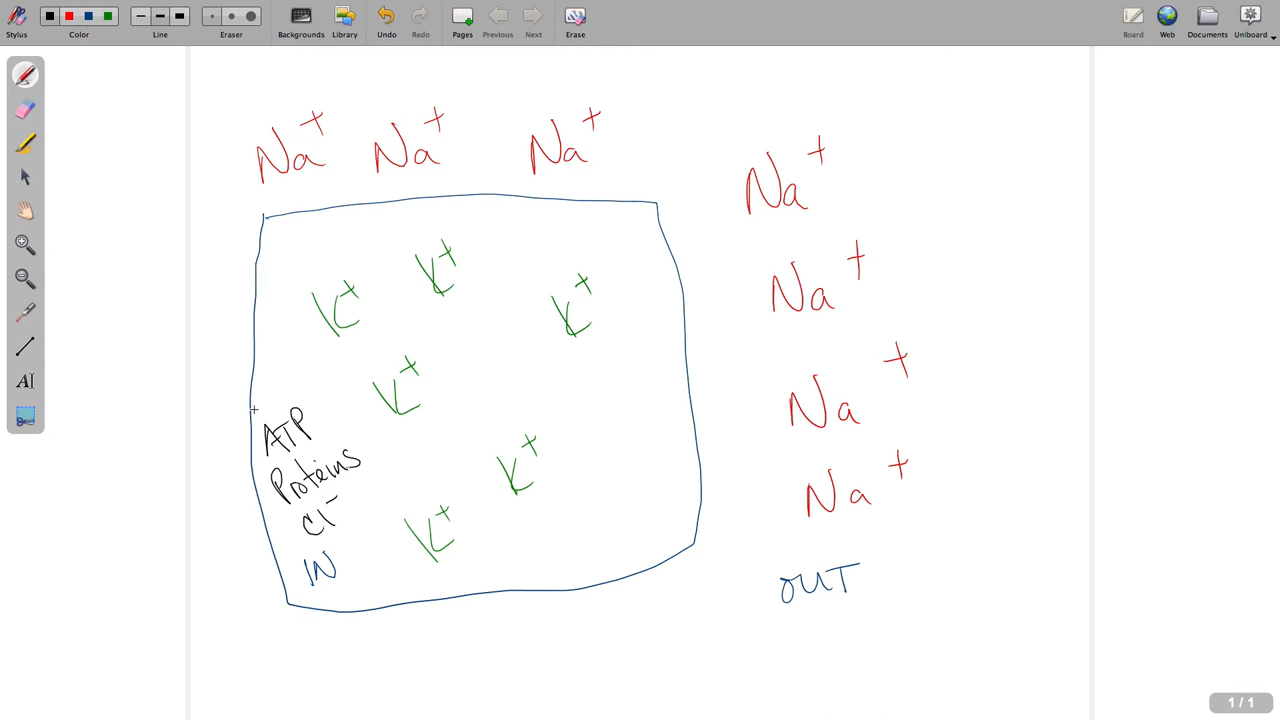 Stylus Color Line Eraser Backgrounds Library Undo Redo Pages Previous Next Erase Board Web Documents Uniboard
Na+ Na+ Na+
Na+
K+ K+ K+
Na+
K+
Na+
ATP
Proteins
K+
Cl-
Na+
K+
IN
OUT
AI
1 / 1